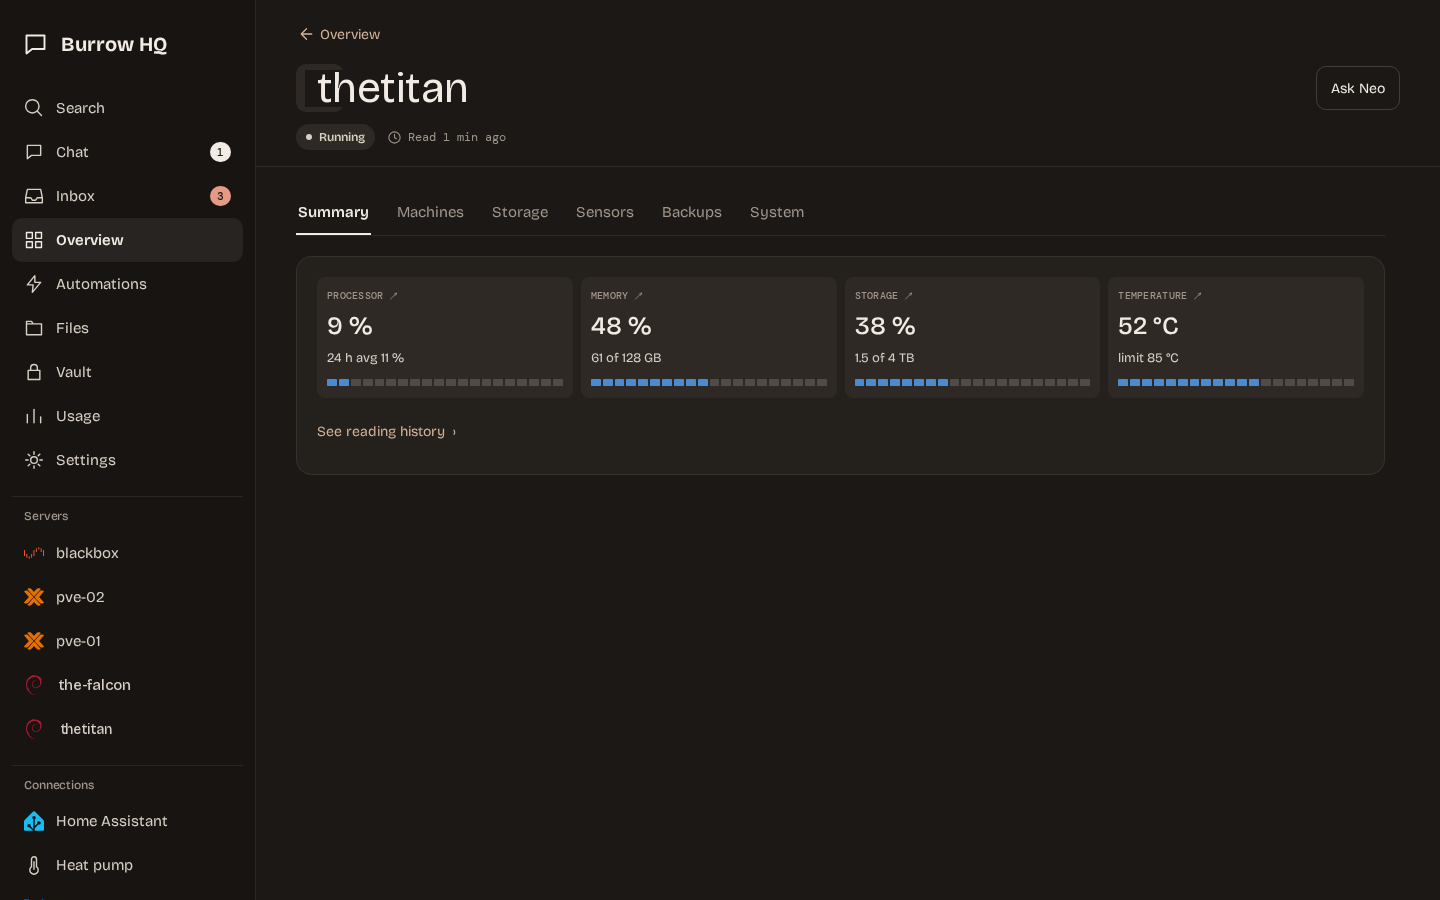 Burrow HQ
Search
Chat 1
Inbox 3
Overview
Automations
Files
Vault
Usage
Settings
Servers
blackbox
pve-02
pve-01
the-falcon
thetitan
Connections
Home Assistant
Heat pump
← Overview
thetitan
Ask Neo
Running
Read 1 min ago
Summary Machines Storage Sensors Backups System
PROCESSOR ↗
9 %
24 h avg 11 %
MEMORY ↗
48 %
61 of 128 GB
STORAGE ↗
38 %
1.5 of 4 TB
TEMPERATURE ↗
52 °C
limit 85 °C
See reading history ›